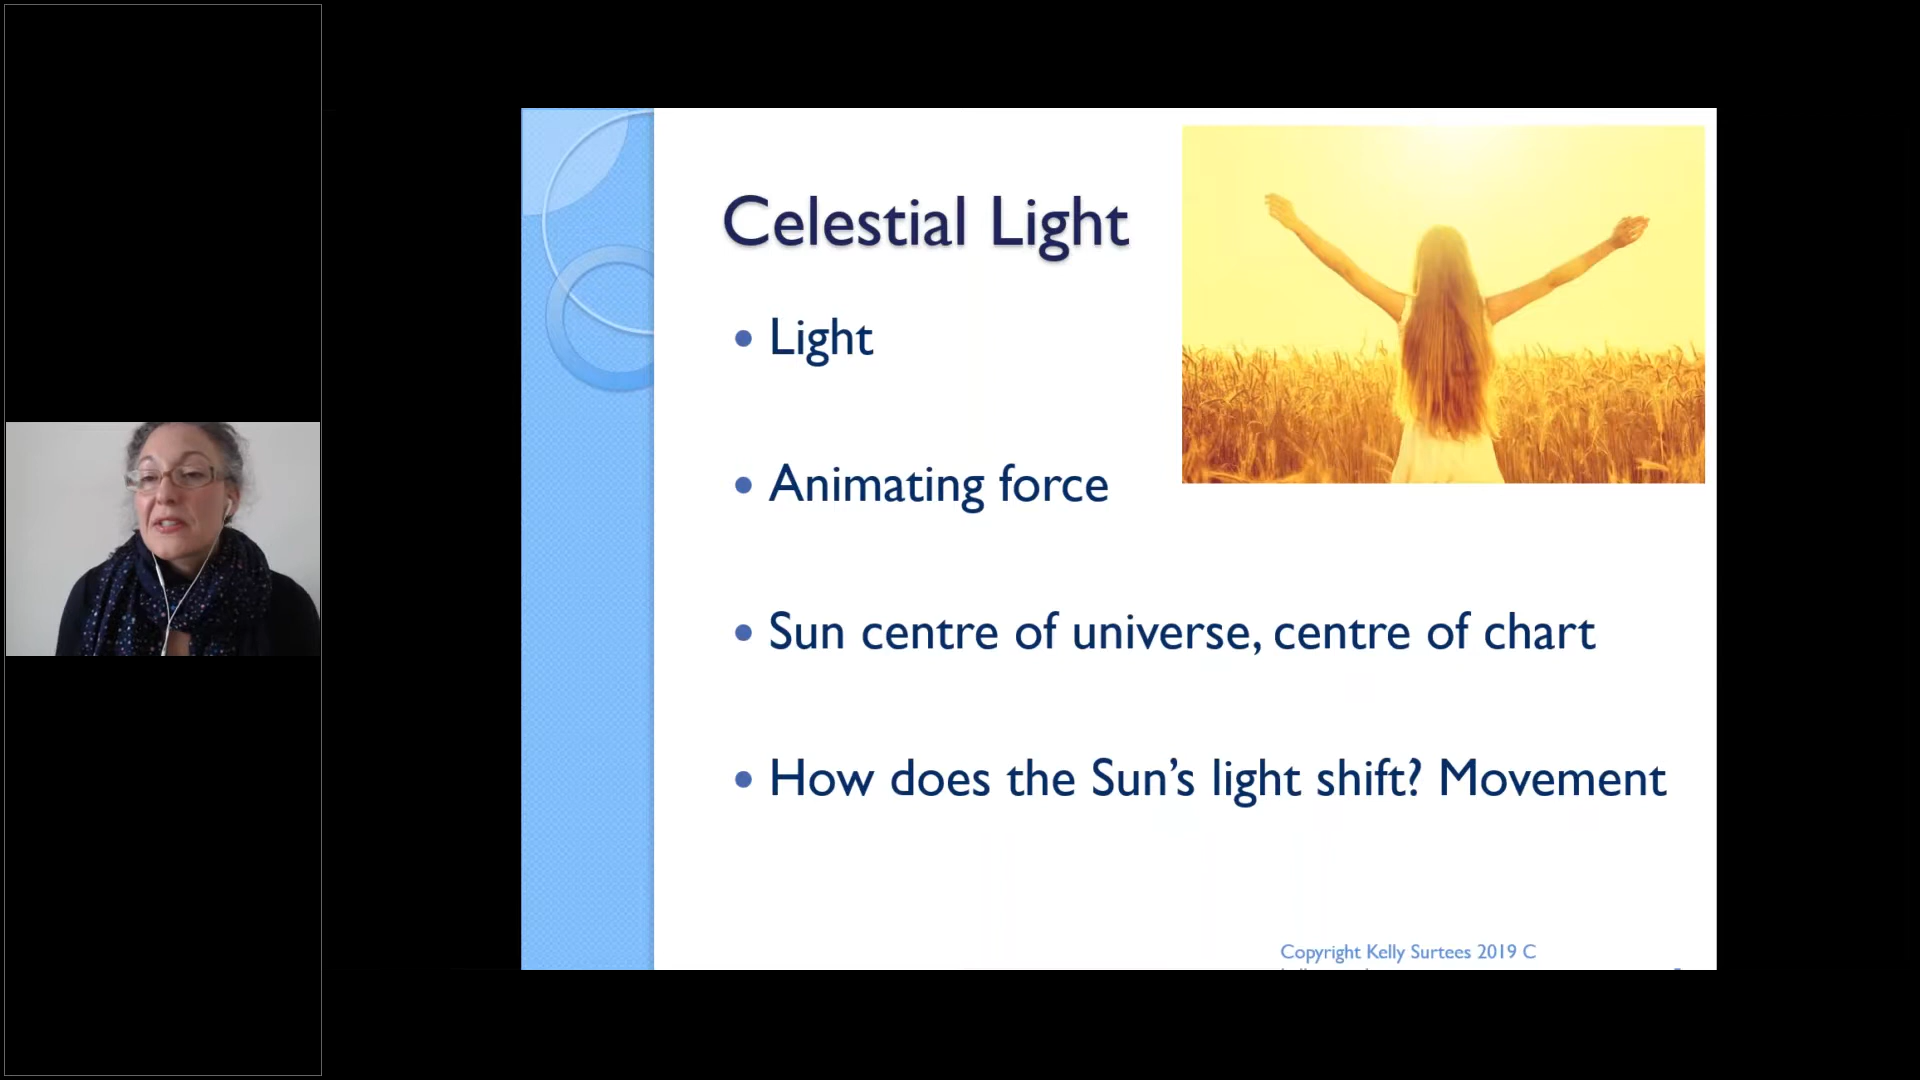 Celestial Light
Light
Animating force
Sun centre of universe, centre of chart
How does the Sun’s light shift? Movement
Copyright Kelly Surtees 2019 C